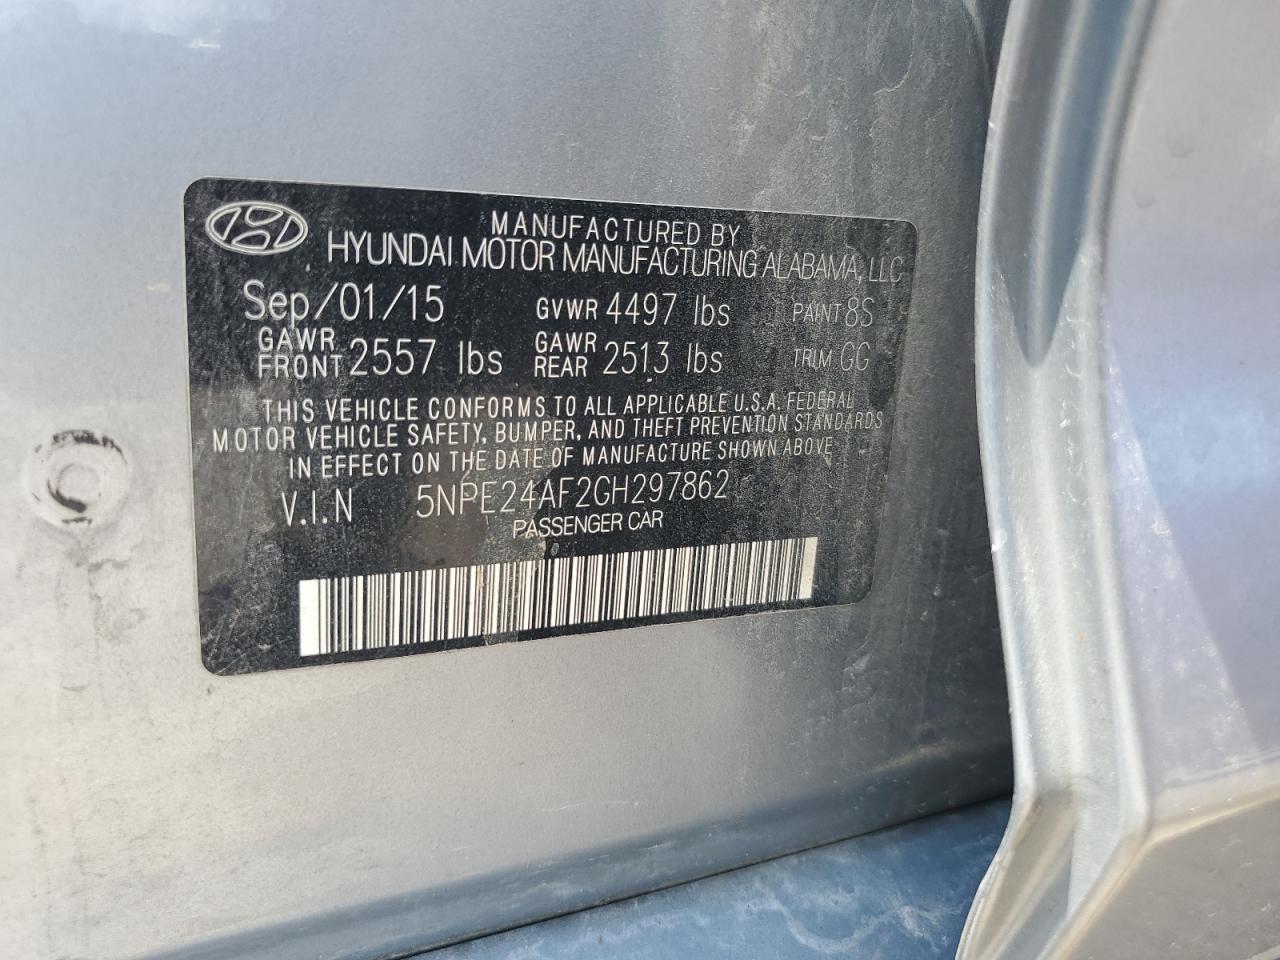 MANUFACTURED BY
HYUNDAI MOTOR MANUFACTURING ALABAMA, LLC
Sep/01/15 GVWR 4497 lbs PAINT 8S
GAWR FRONT 2557 lbs GAWR REAR 2513 lbs TRIM GG
THIS VEHICLE CONFORMS TO ALL APPLICABLE U.S.A. FEDERAL
MOTOR VEHICLE SAFETY, BUMPER, AND THEFT PREVENTION STANDARDS
IN EFFECT ON THE DATE OF MANUFACTURE SHOWN ABOVE
V.I.N 5NPE24AF2GH297862
PASSENGER CAR